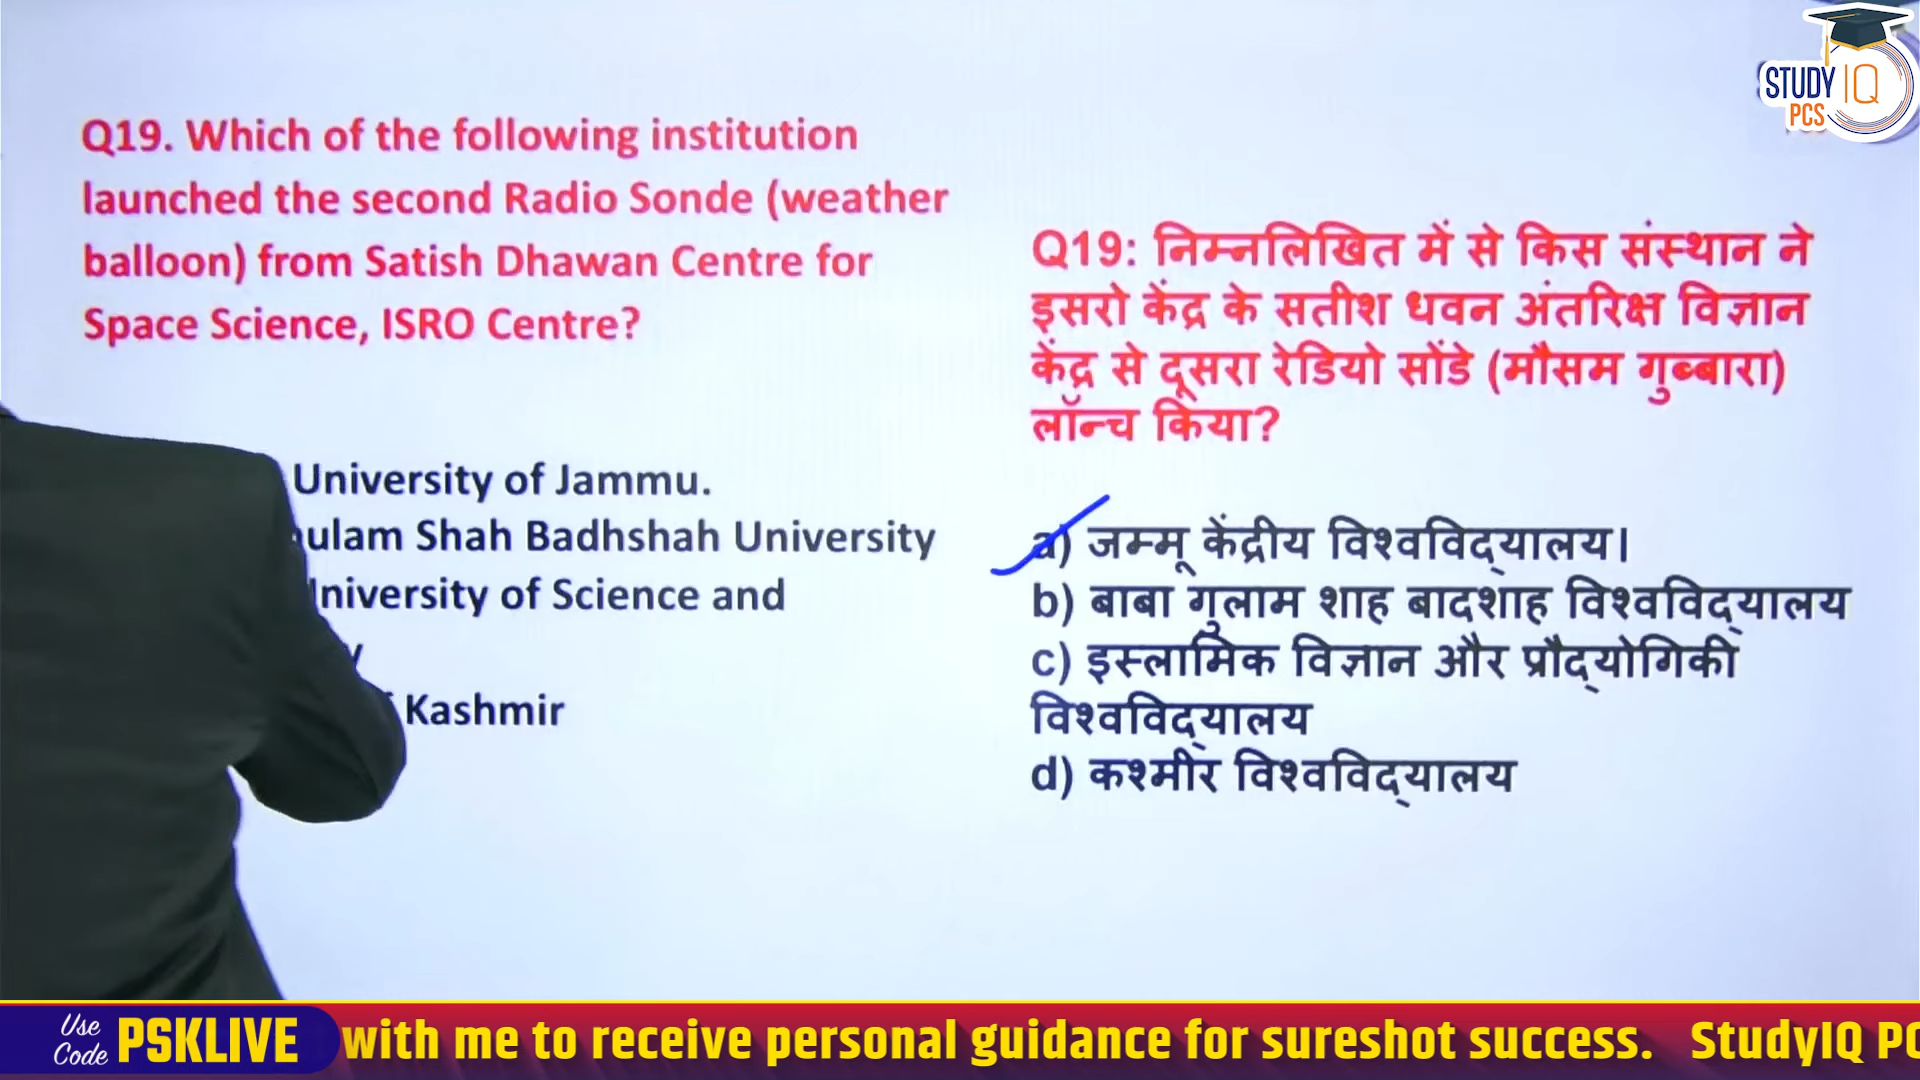 STUDY IQ
PCS
Q19. Which of the following institution
launched the second Radio Sonde (weather
balloon) from Satish Dhawan Centre for
Space Science, ISRO Centre?
University of Jammu.
ulam Shah Badhshah University
niversity of Science and
y
Kashmir
Q19: निम्नलिखित में से किस संस्थान ने
इसरो केंद्र के सतीश धवन अंतरिक्ष विज्ञान
केंद्र से दूसरा रेडियो सोंडे (मौसम गुब्बारा)
लॉन्च किया?
a) जम्मू केंद्रीय विश्वविद्यालय।
b) बाबा गुलाम शाह बादशाह विश्वविद्यालय
c) इस्लामिक विज्ञान और प्रौद्योगिकी
विश्वविद्यालय
d) कश्मीर विश्वविद्यालय
Use
Code PSKLIVE with me to receive personal guidance for sureshot success. StudyIQ PC